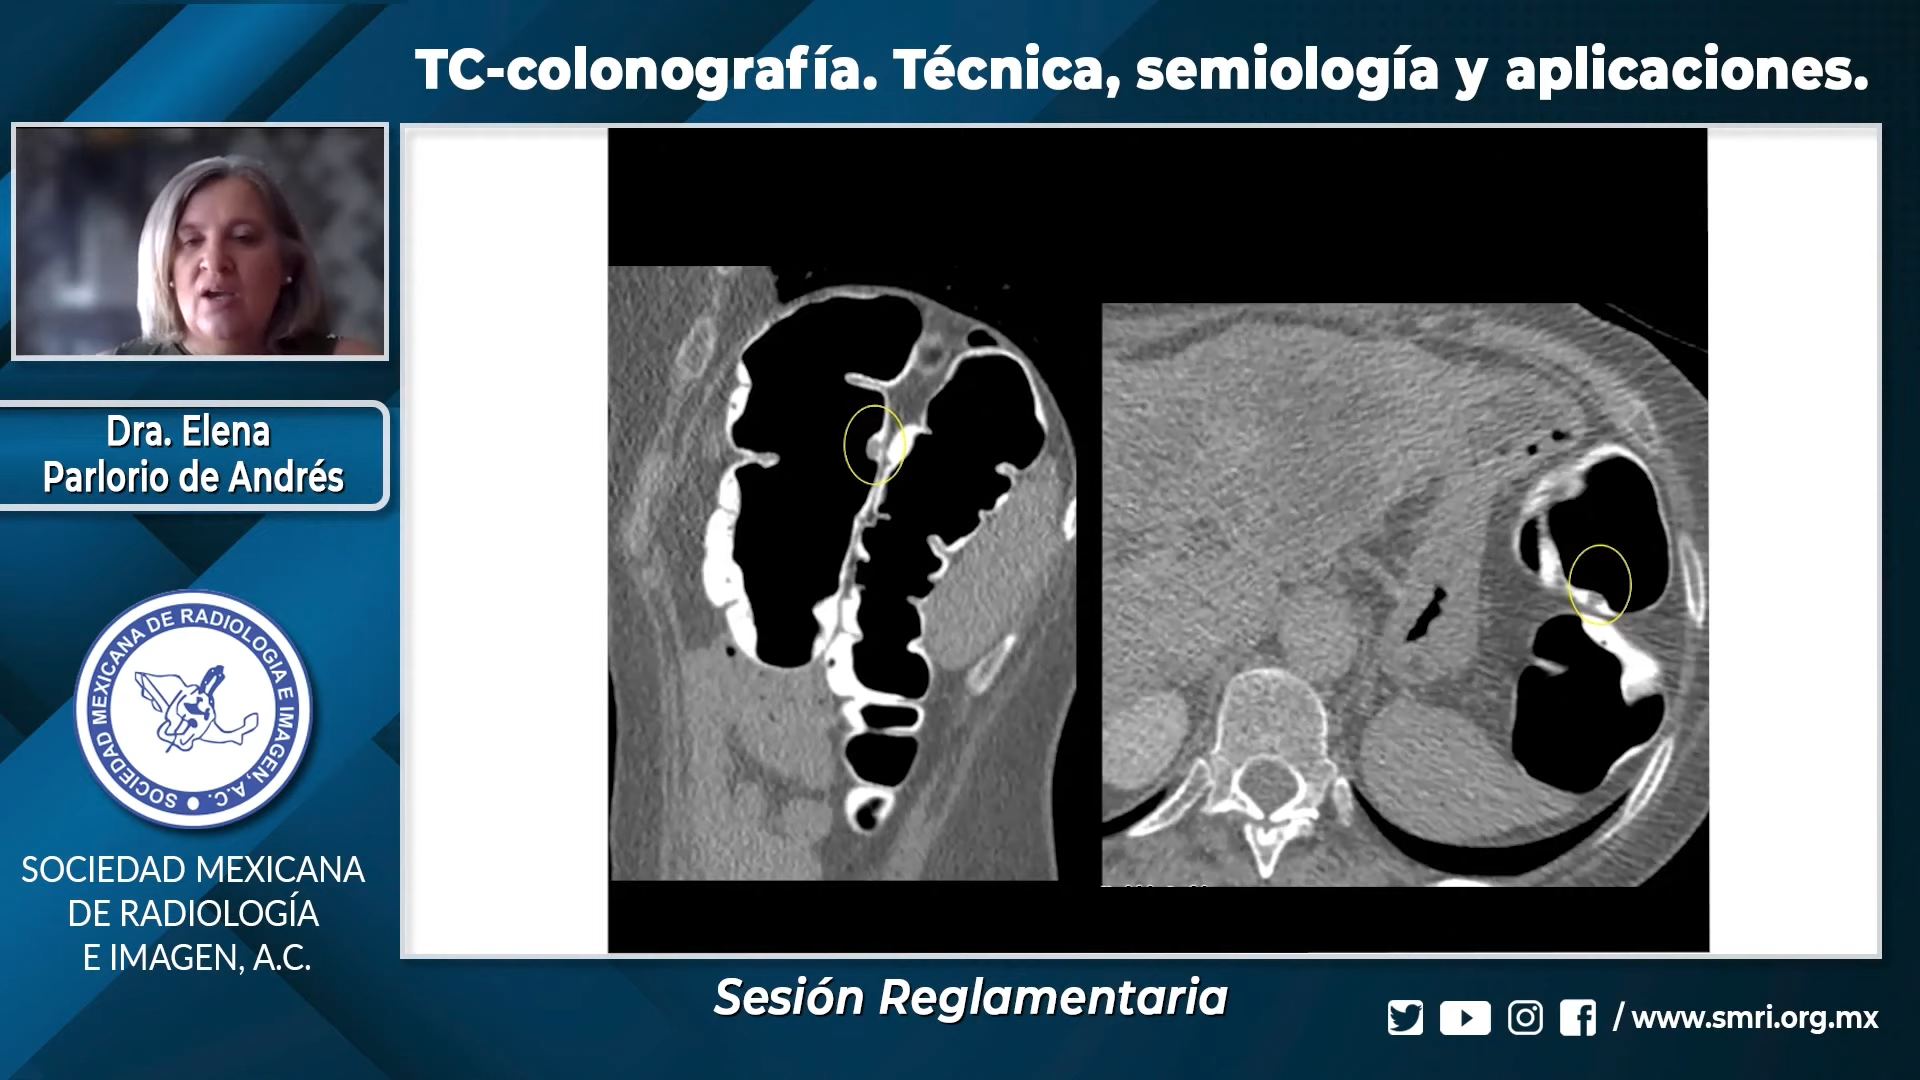 TC-colonografía. Técnica, semiología y aplicaciones.
Dra. Elena
Parlorio de Andrés
SOCIEDAD MEXICANA DE RADIOLOGIA E IMAGEN, A.C.
SOCIEDAD MEXICANA
DE RADIOLOGÍA
E IMAGEN, A.C.
Sesión Reglamentaria
/ www.smri.org.mx